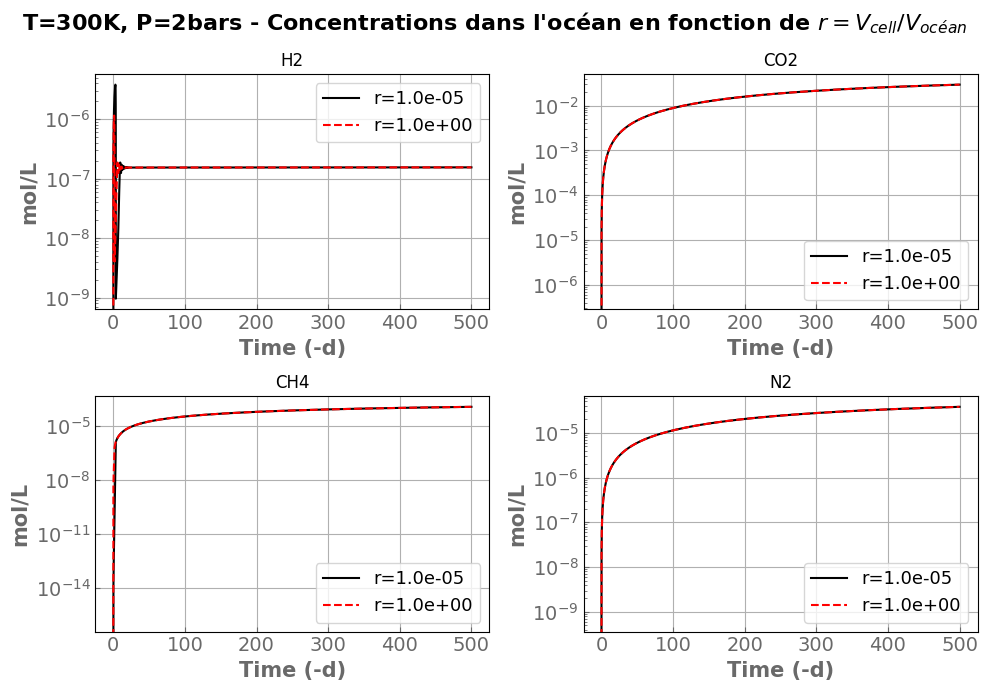 T=300K, P=2bars - Concentrations dans l'océan en fonction de r = V_cell/V_océan
H2
mol/L
10⁻⁶
10⁻⁷
10⁻⁸
10⁻⁹
r=1.0e-05
r=1.0e+00
0 100 200 300 400 500
Time (-d)
CO2
mol/L
10⁻²
10⁻³
10⁻⁴
10⁻⁵
10⁻⁶
r=1.0e-05
r=1.0e+00
0 100 200 300 400 500
Time (-d)
CH4
mol/L
10⁻⁵
10⁻⁸
10⁻¹¹
10⁻¹⁴
r=1.0e-05
r=1.0e+00
0 100 200 300 400 500
Time (-d)
N2
mol/L
10⁻⁵
10⁻⁶
10⁻⁷
10⁻⁸
10⁻⁹
r=1.0e-05
r=1.0e+00
0 100 200 300 400 500
Time (-d)